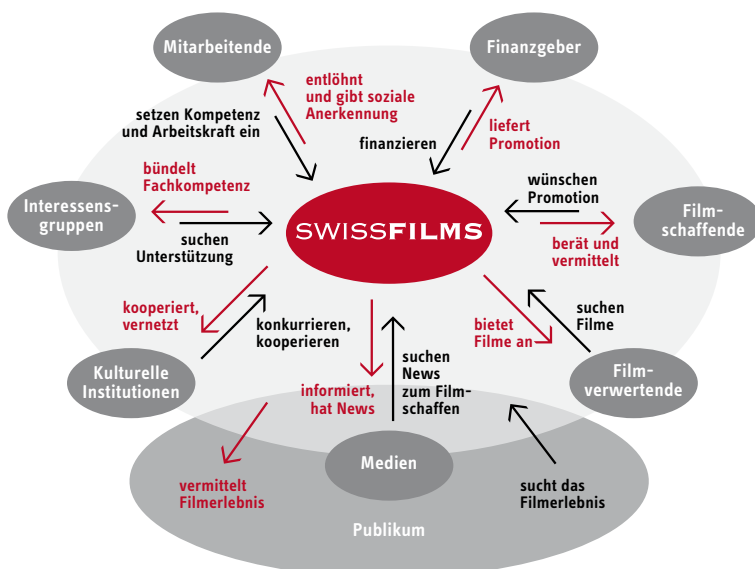 Mitarbeitende
Finanzgeber
entlöhnt
und gibt soziale
Anerkennung
setzen Kompetenz
und Arbeitskraft ein
finanzieren
liefert
Promotion
bündelt
Fachkompetenz
wünschen
Promotion
Interessens-
gruppen
SWISSFILMS
Film-
schaffende
suchen
Unterstützung
berät und
vermittelt
kooperiert,
vernetzt
konkurrieren,
kooperieren
bietet
Filme an
suchen
Filme
suchen
News
zum Film-
schaffen
Kulturelle
Institutionen
informiert,
hat News
Film-
verwertende
Medien
vermittelt
Filmerlebnis
sucht das
Filmerlebnis
Publikum